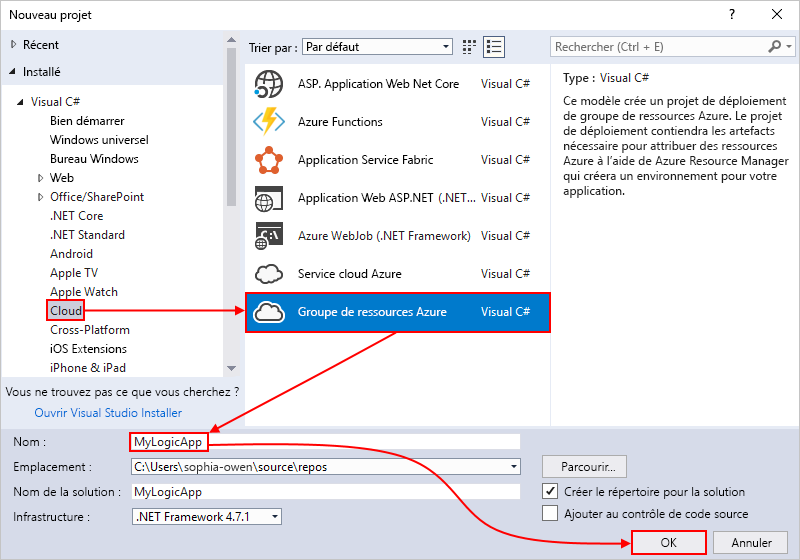 Nouveau projet
?
Récent
Installé
Visual C#
Bien démarrer
Windows universel
Bureau Windows
Web
Office/SharePoint
.NET Core
.NET Standard
Android
Apple TV
Apple Watch
Cloud
Cross-Platform
iOS Extensions
iPhone & iPad
Vous ne trouvez pas ce que vous cherchez ?
Ouvrir Visual Studio Installer
Trier par : Par défaut
Rechercher (Ctrl + E)
ASP. Application Web Net Core Visual C#
Azure Functions Visual C#
Application Service Fabric Visual C#
Application Web ASP.NET (.NET... Visual C#
Azure WebJob (.NET Framework) Visual C#
Service cloud Azure Visual C#
Groupe de ressources Azure Visual C#
Type : Visual C#
Ce modèle crée un projet de déploiement
de groupe de ressources Azure. Le projet
de déploiement contiendra les artefacts
nécessaire pour attribuer des ressources
Azure à l’aide de Azure Resource Manager
qui créera un environnement pour votre
application.
Nom : MyLogicApp
Emplacement : C:\Users\sophia-owen\source\repos
Parcourir...
Nom de la solution : MyLogicApp
Créer le répertoire pour la solution
Infrastructure : .NET Framework 4.7.1
Ajouter au contrôle de code source
OK
Annuler